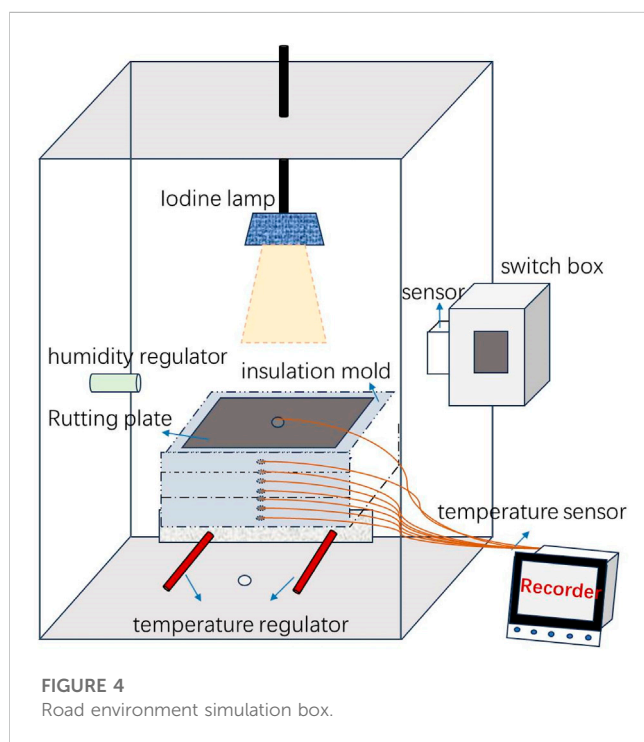 Iodine lamp
switch box
sensor
humidity regulator
insulation mold
Rutting plate
temperature sensor
Recorder
temperature regulator
FIGURE 4
Road environment simulation box.